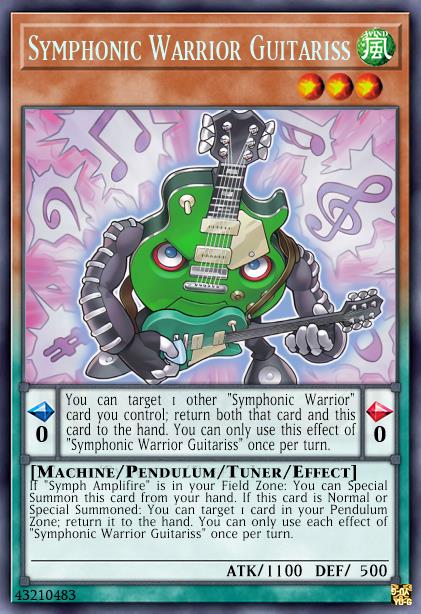 SYMPHONIC WARRIOR GUITARISS
WIND
風
You can target 1 other "Symphonic Warrior"
card you control; return both that card and this
card to the hand. You can only use this effect of
"Symphonic Warrior Guitariss" once per turn.
0
0
[MACHINE/PENDULUM/TUNER/EFFECT]
If "Symph Amplifire" is in your Field Zone: You can Special
Summon this card from your hand. If this card is Normal or
Special Summoned: You can target 1 card in your Pendulum
Zone; return it to the hand. You can only use each effect of
"Symphonic Warrior Guitariss" once per turn.
ATK/1100 DEF/ 500
43210483